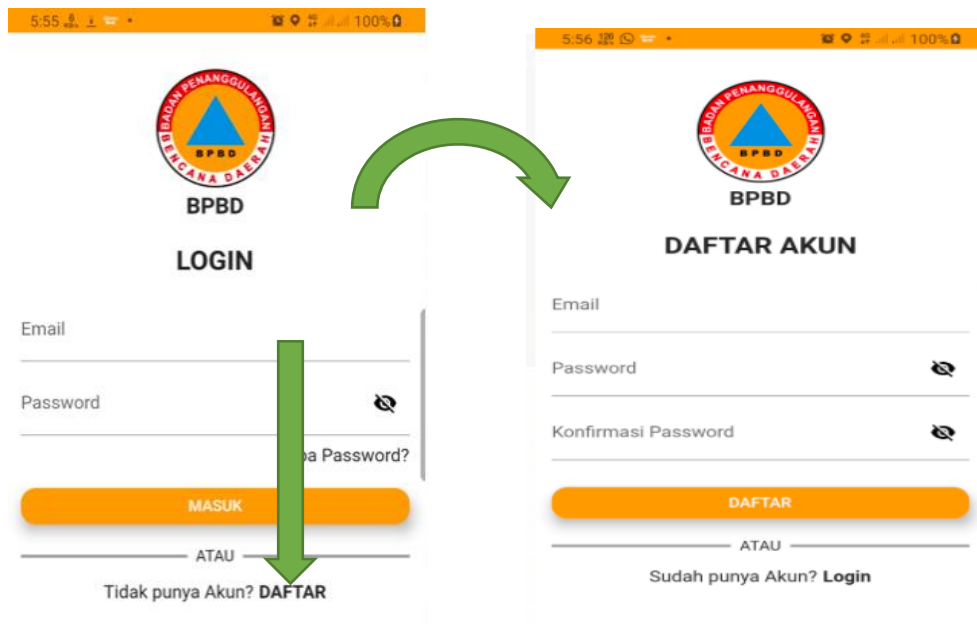 5:55
100%
BADAN PENANGGULANGAN
BPBD
BENCANA DAERAH
BPBD
LOGIN
Email
Password
Password?
MASUK
ATAU
Tidak punya Akun? DAFTAR
5:56
100%
BADAN PENANGGULANGAN
BPBD
BENCANA DAERAH
BPBD
DAFTAR AKUN
Email
Password
Konfirmasi Password
DAFTAR
ATAU
Sudah punya Akun? Login